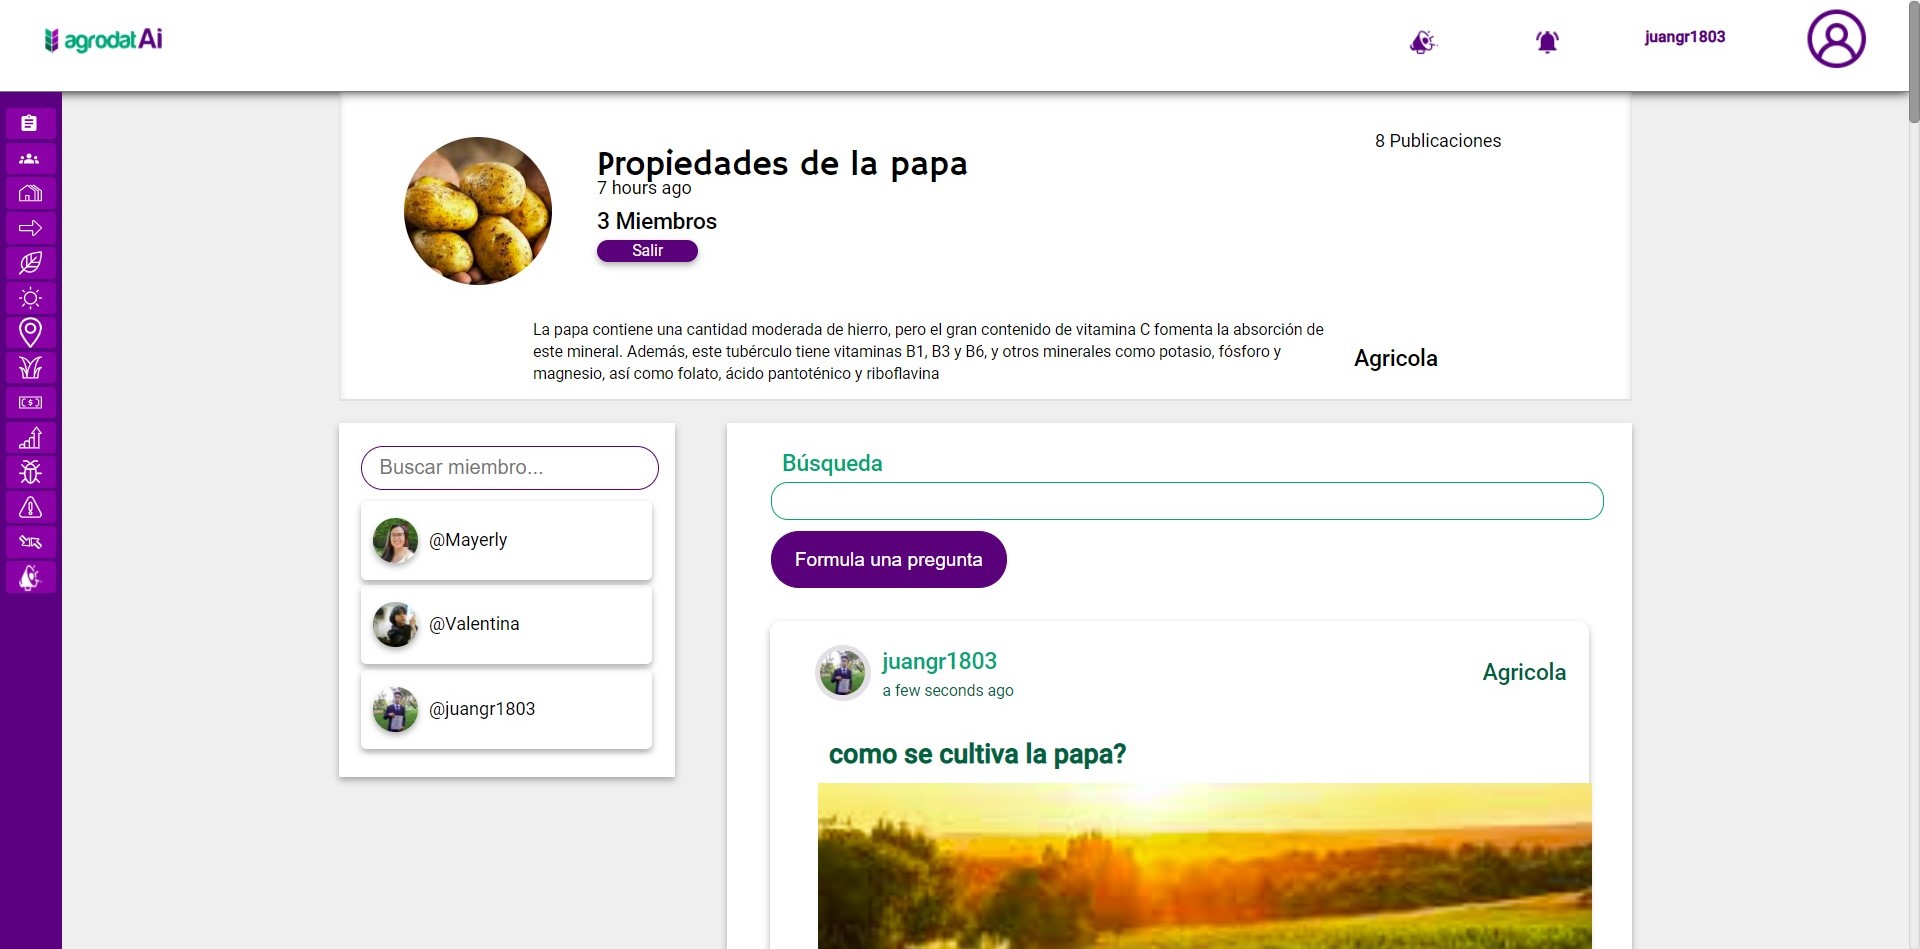 agrodatAi
juangr1803
Propiedades de la papa
7 hours ago
3 Miembros
Salir
8 Publicaciones
La papa contiene una cantidad moderada de hierro, pero el gran contenido de vitamina C fomenta la absorción de
este mineral. Además, este tubérculo tiene vitaminas B1, B3 y B6, y otros minerales como potasio, fósforo y
magnesio, así como folato, ácido pantoténico y riboflavina
Agricola
Buscar miembro...
@Mayerly
@Valentina
@juangr1803
Búsqueda
Formula una pregunta
juangr1803
a few seconds ago
Agricola
como se cultiva la papa?